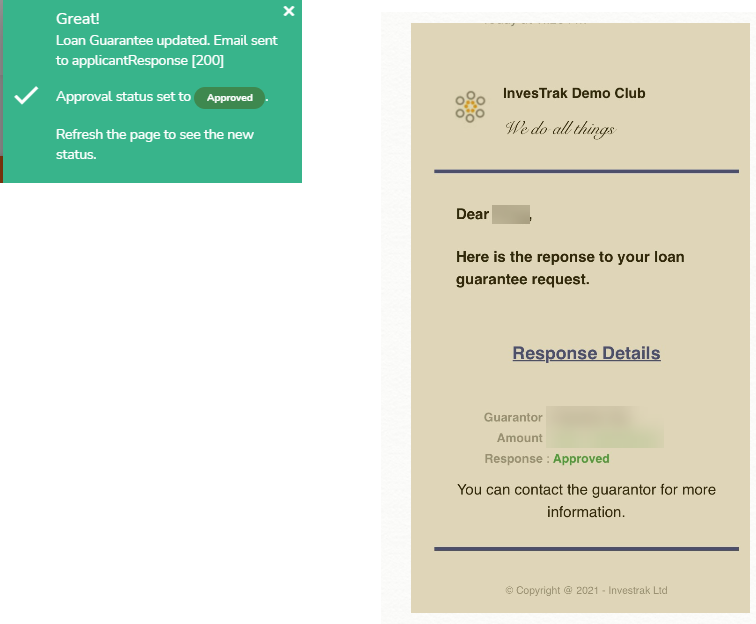 Great!
Loan Guarantee updated. Email sent
to applicantResponse [200]
Approval status set to Approved.
Refresh the page to see the new
status.
InvesTrak Demo Club
We do all things
Dear ,
Here is the reponse to your loan
guarantee request.
Response Details
Guarantor
Amount
Response : Approved
You can contact the guarantor for more
information.
© Copyright @ 2021 - Investrak Ltd